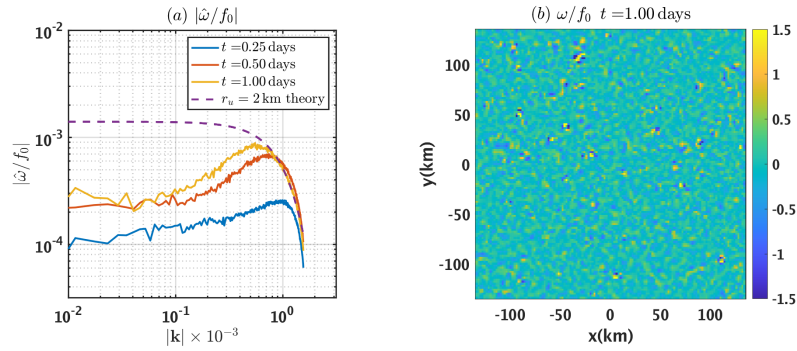 (a) |ω̂/f₀|
10⁻²
10⁻³
10⁻⁴
|ω̂/f₀|
t = 0.25 days
t = 0.50 days
t = 1.00 days
r_u = 2 km theory
10⁻² 10⁻¹ 10⁰
|k| × 10⁻³
(b) ω/f₀ t = 1.00 days
y(km)
100
50
0
-50
-100
-100 -50 0 50 100
x(km)
1.5
1
0.5
0
-0.5
-1
-1.5